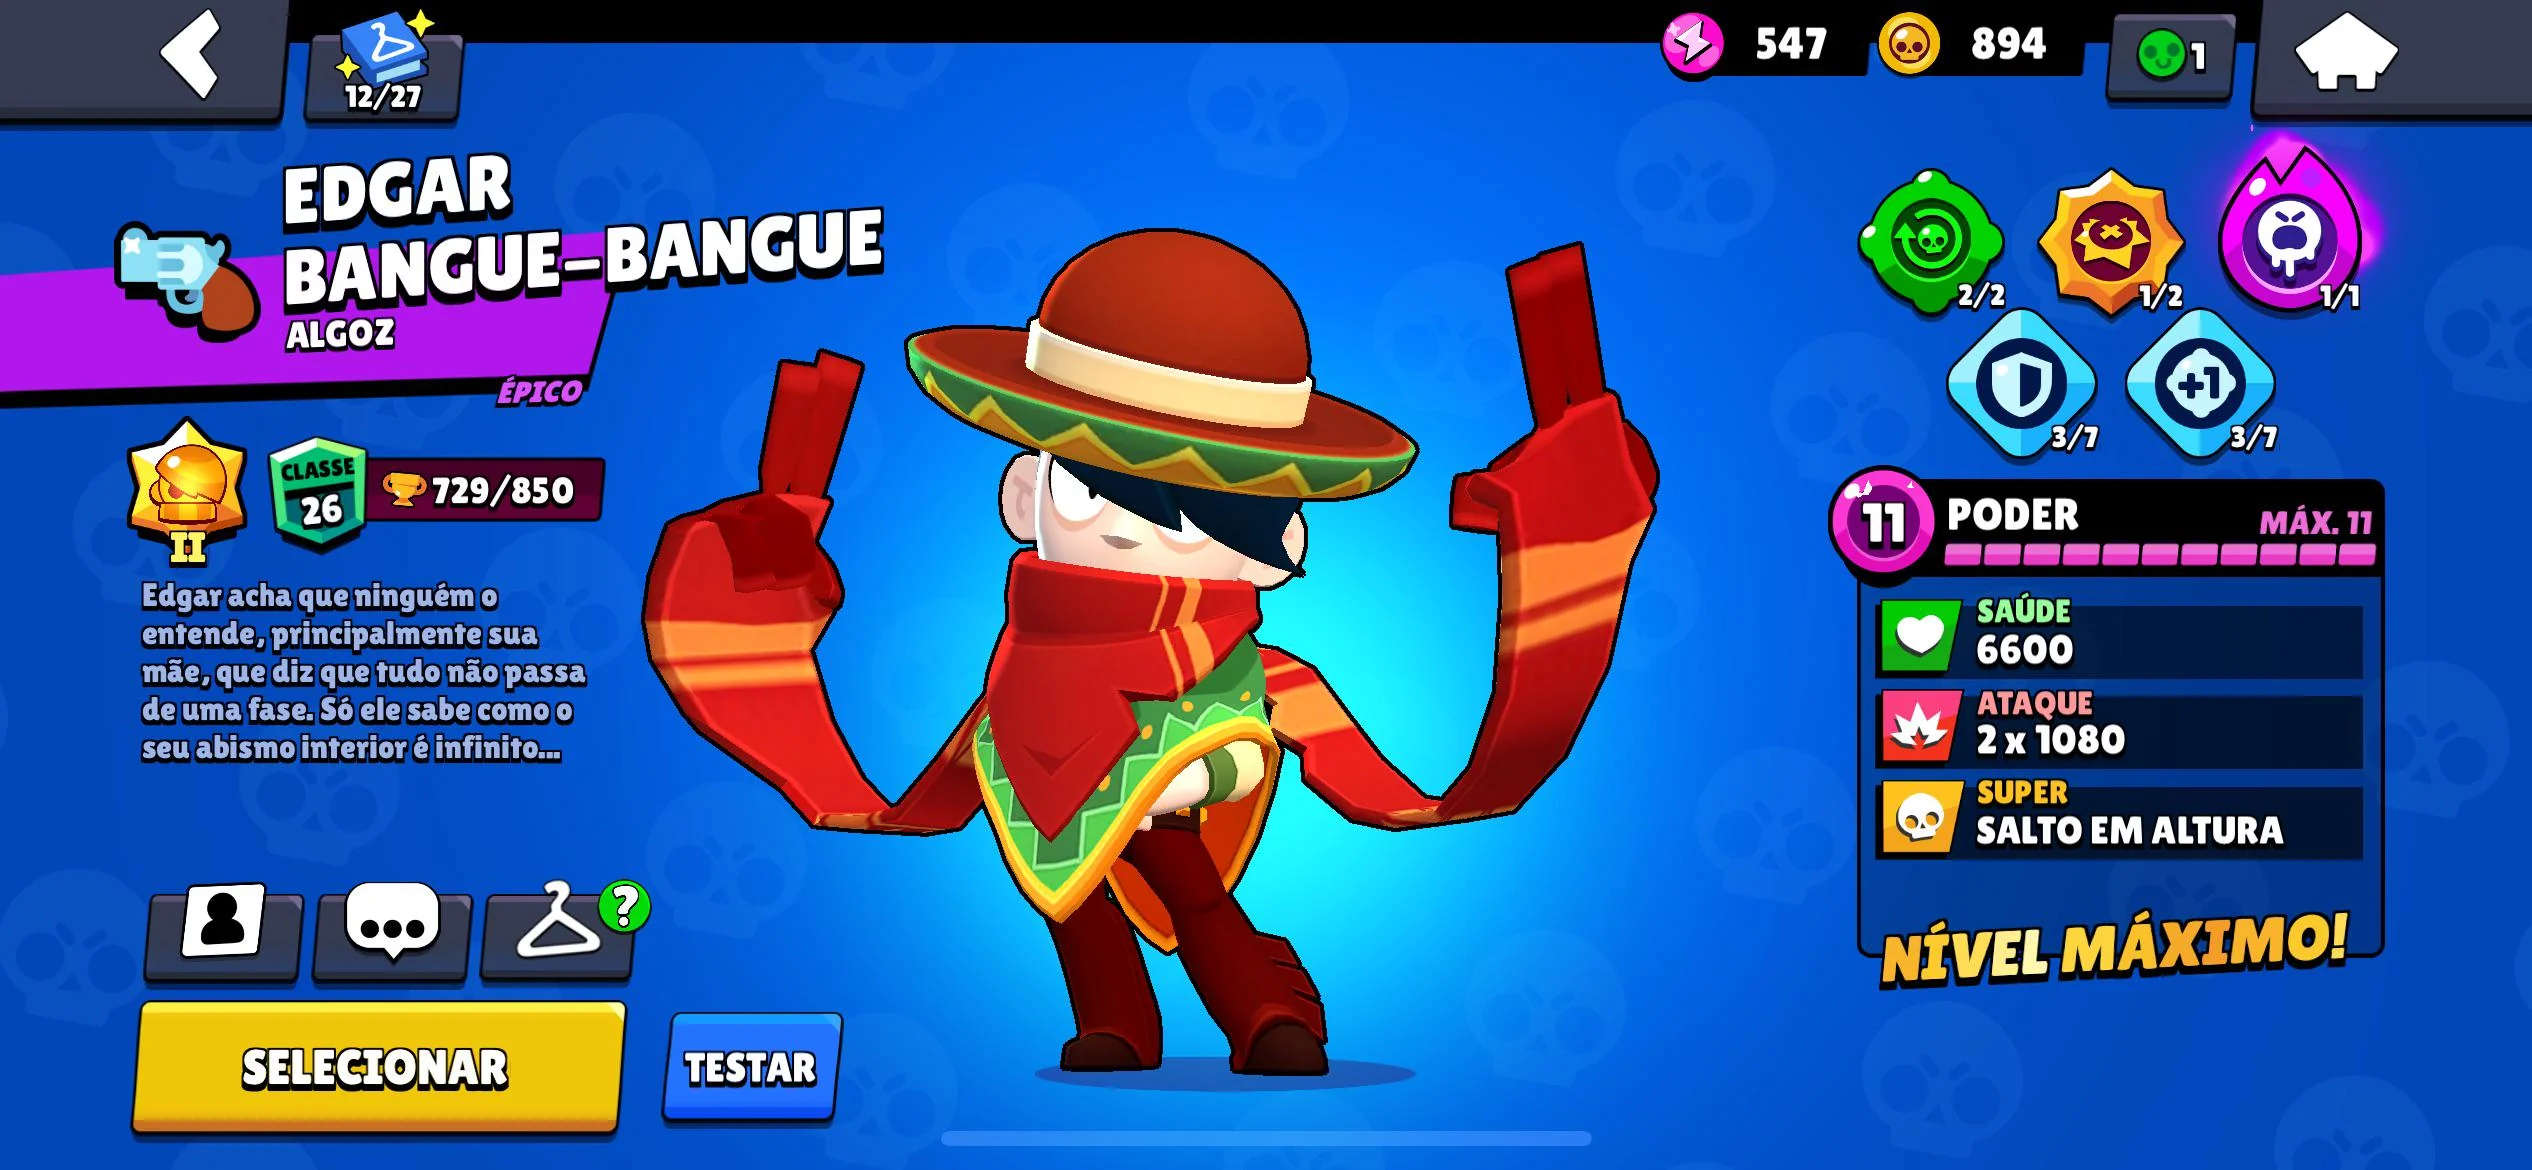 12/27
547
894
1
EDGAR
BANGUE-BANGUE
ALGOZ
ÉPICO
II
CLASSE
26
729/850
Edgar acha que ninguém o
entende, principalmente sua
mãe, que diz que tudo não passa
de uma fase. Só ele sabe como o
seu abismo interior é infinito...
?
SELECIONAR
TESTAR
2/2
1/2
1/1
3/7
+1
3/7
11
PODER
MÁX. 11
SAÚDE
6600
ATAQUE
2 x 1080
SUPER
SALTO EM ALTURA
NÍVEL MÁXIMO!